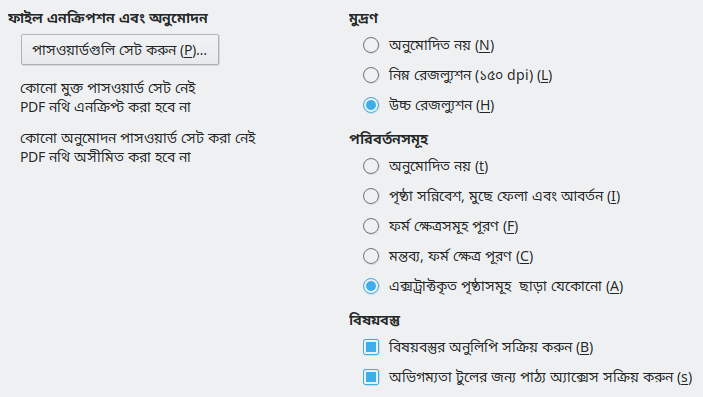 ফাইল এনক্রিপশন এবং অনুমোদন
পাসওয়ার্ডগুলি সেট করুন (P)...
কোনো মুক্ত পাসওয়ার্ড সেট নেই
PDF নথি এনক্রিপ্ট করা হবে না
কোনো অনুমোদন পাসওয়ার্ড সেট করা নেই
PDF নথি অসীমিত করা হবে না
মুদ্রণ
অনুমোদিত নয় (N)
নিম্ন রেজল্যুশন (১৫০ dpi) (L)
উচ্চ রেজল্যুশন (H)
পরিবর্তনসমূহ
অনুমোদিত নয় (t)
পৃষ্ঠা সন্নিবেশ, মুছে ফেলা এবং আবর্তন (I)
ফর্ম ক্ষেত্রসমূহ পূরণ (F)
মন্তব্য, ফর্ম ক্ষেত্র পূরণ (C)
এক্সট্রাক্টকৃত পৃষ্ঠাসমূহ ছাড়া যেকোনো (A)
বিষয়বস্তু
বিষয়বস্তুর অনুলিপি সক্রিয় করুন (B)
অভিগম্যতা টুলের জন্য পাঠ্য অ্যাক্সেস সক্রিয় করুন (s)